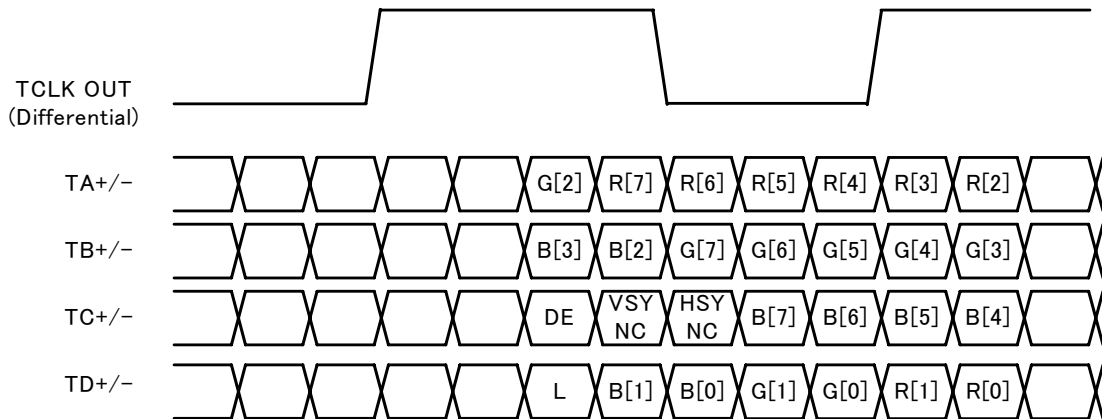 TCLK OUT
(Differential)
TA+/- G[2] R[7] R[6] R[5] R[4] R[3] R[2]
TB+/- B[3] B[2] G[7] G[6] G[5] G[4] G[3]
TC+/- DE VSY HSY B[7] B[6] B[5] B[4]
NC NC
TD+/- L B[1] B[0] G[1] G[0] R[1] R[0]